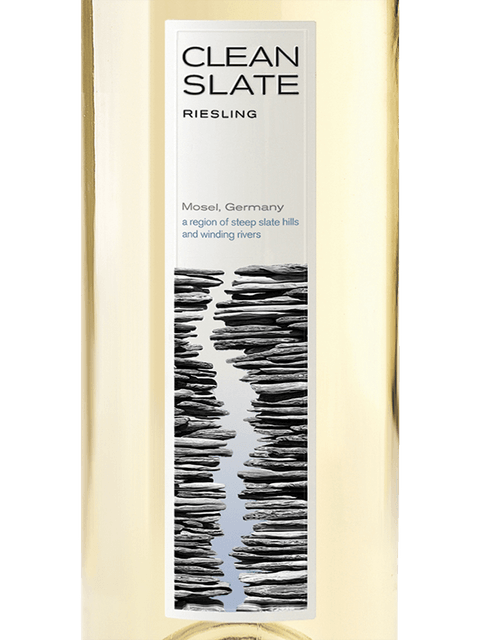 CLEAN
SLATE
RIESLING
Mosel, Germany
a region of steep slate hills
and winding rivers